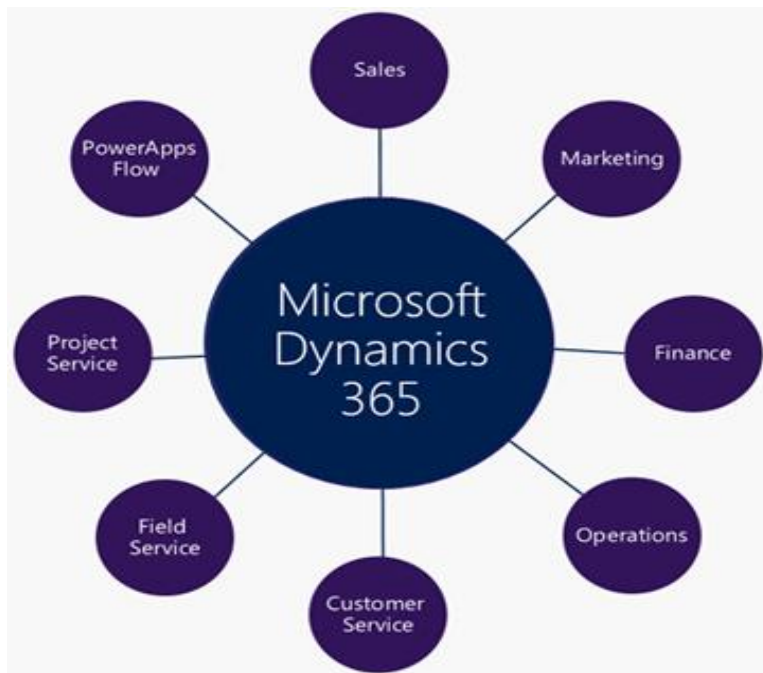 Sales
Marketing
Finance
Operations
Customer
Service
Field
Service
Project
Service
PowerApps
Flow
Microsoft
Dynamics
365